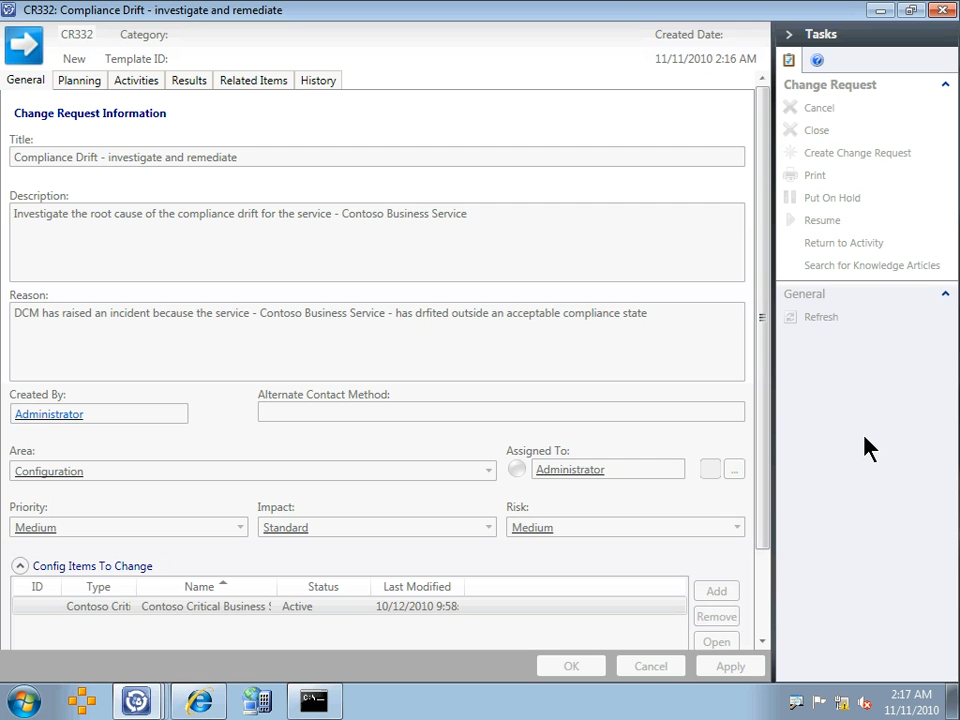 CR332: Compliance Drift - investigate and remediate
CR332 Category: Created Date:
New Template ID: 11/11/2010 2:16 AM
General Planning Activities Results Related Items History
Change Request Information
Title:
Compliance Drift - investigate and remediate
Description:
Investigate the root cause of the compliance drift for the service - Contoso Business Service
Reason:
DCM has raised an incident because the service - Contoso Business Service - has drfited outside an acceptable compliance state
Created By: Alternate Contact Method:
Administrator
Area: Assigned To:
Configuration Administrator ...
Priority: Impact: Risk:
Medium Standard Medium
Config Items To Change
ID Type Name Status Last Modified
Contoso Criti Contoso Critical Business S Active 10/12/2010 9:58:
Add
Remove
Open
OK Cancel Apply
Tasks
Change Request
Cancel
Close
Create Change Request
Print
Put On Hold
Resume
Return to Activity
Search for Knowledge Articles
General
Refresh
2:17 AM
11/11/2010